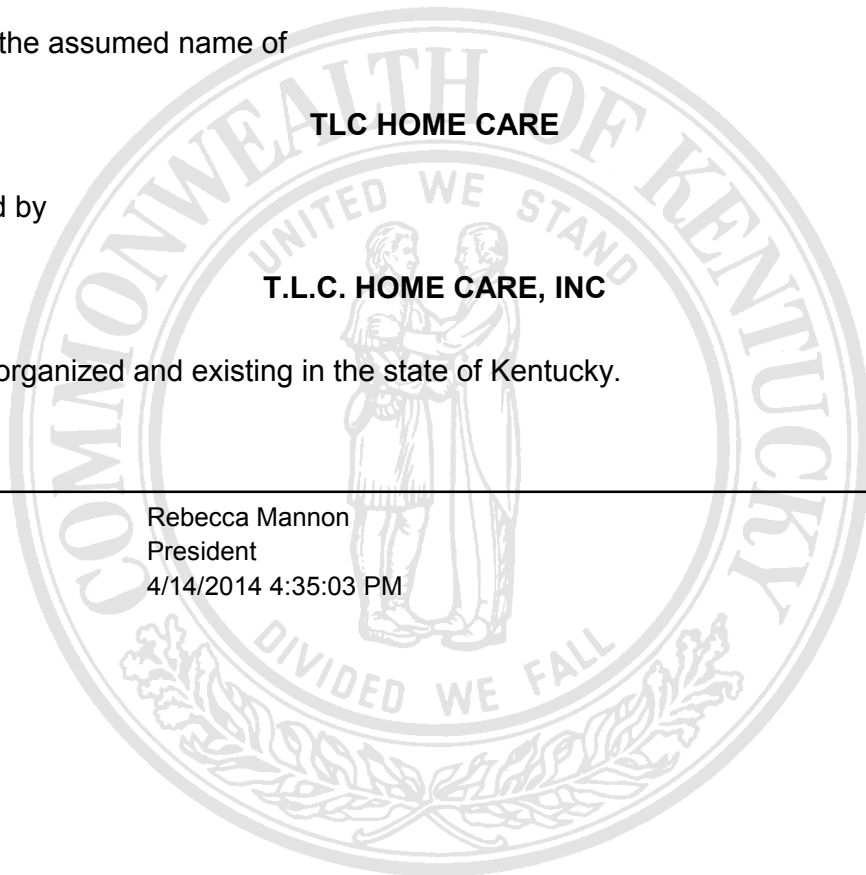 the assumed name of
TLC HOME CARE
d by
T.L.C. HOME CARE, INC
organized and existing in the state of Kentucky.
Rebecca Mannon
President
4/14/2014 4:35:03 PM
COMMONWEALTH OF KENTUCKY
UNITED WE STAND
DIVIDED WE FALL